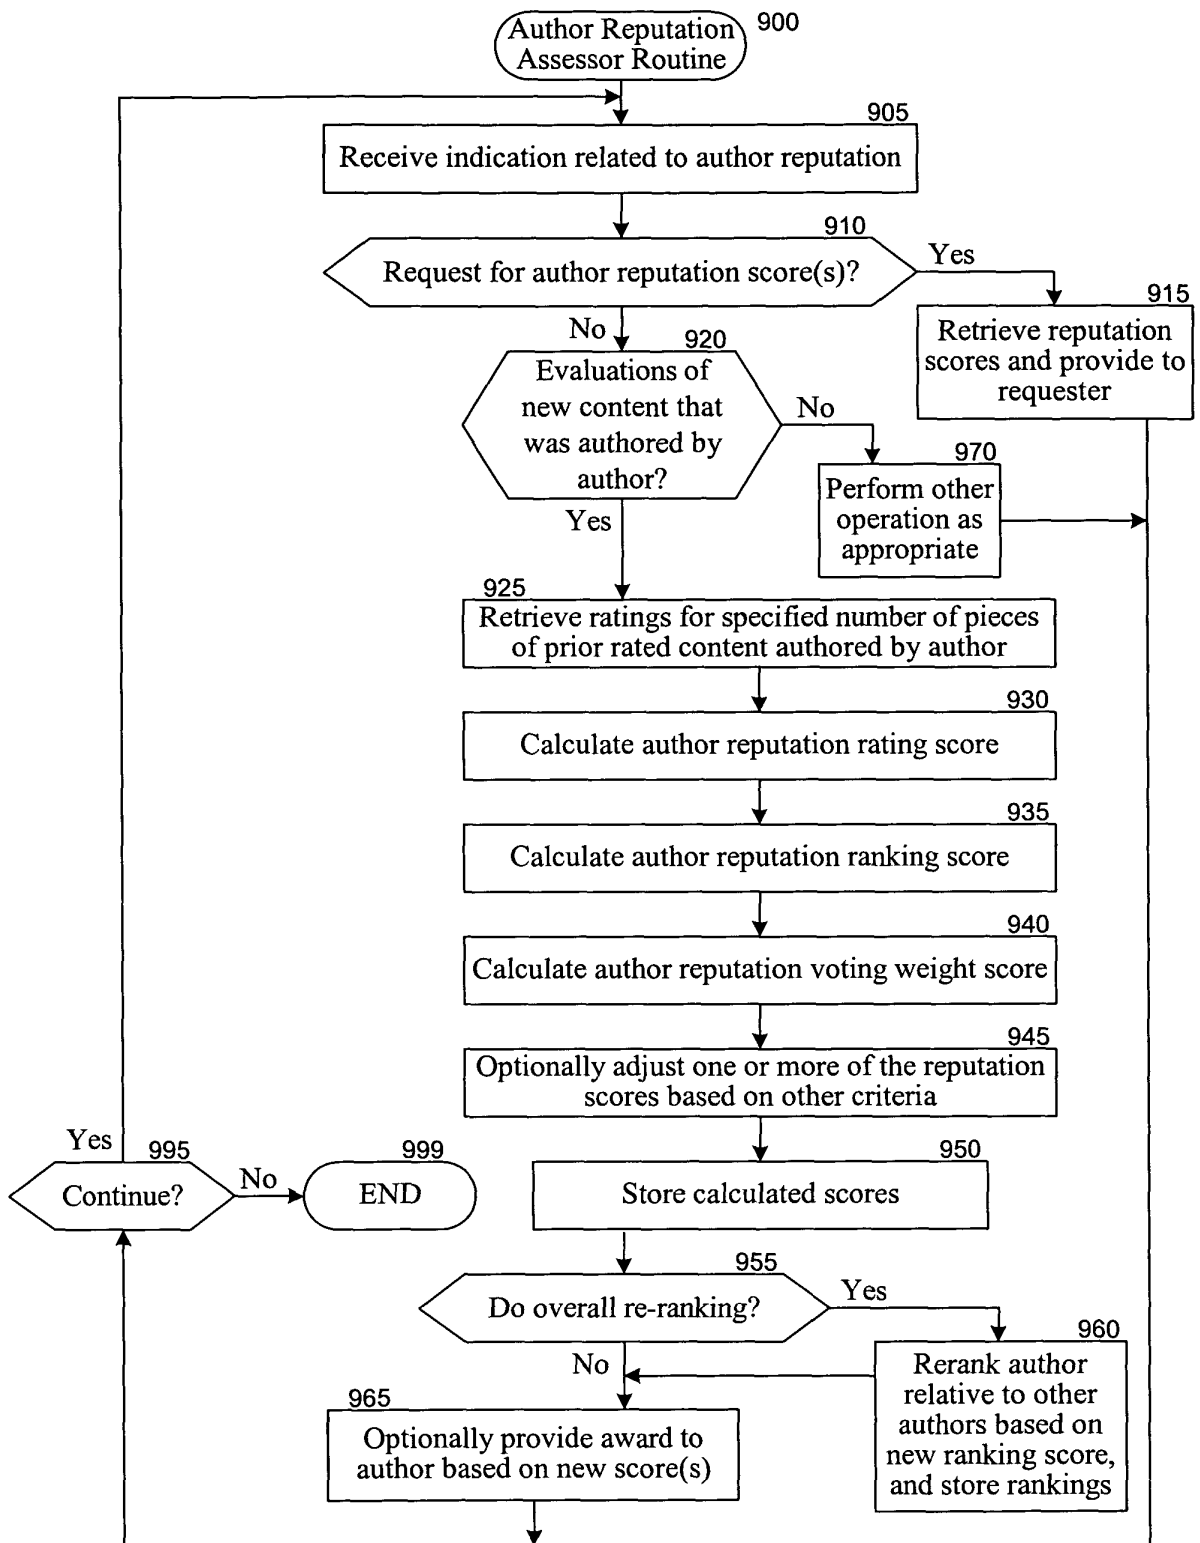 Author Reputation
Assessor Routine
900
905
Receive indication related to author reputation
910
Request for author reputation score(s)?
Yes
No
915
Retrieve reputation
scores and provide to
requester
920
Evaluations of
new content that
was authored by
author?
No
Yes
970
Perform other
operation as
appropriate
925
Retrieve ratings for specified number of pieces
of prior rated content authored by author
930
Calculate author reputation rating score
935
Calculate author reputation ranking score
940
Calculate author reputation voting weight score
945
Optionally adjust one or more of the reputation
scores based on other criteria
950
Store calculated scores
Yes
995
Continue?
No
999
END
955
Do overall re-ranking?
Yes
No
960
Rerank author
relative to other
authors based on
new ranking score,
and store rankings
965
Optionally provide award to
author based on new score(s)